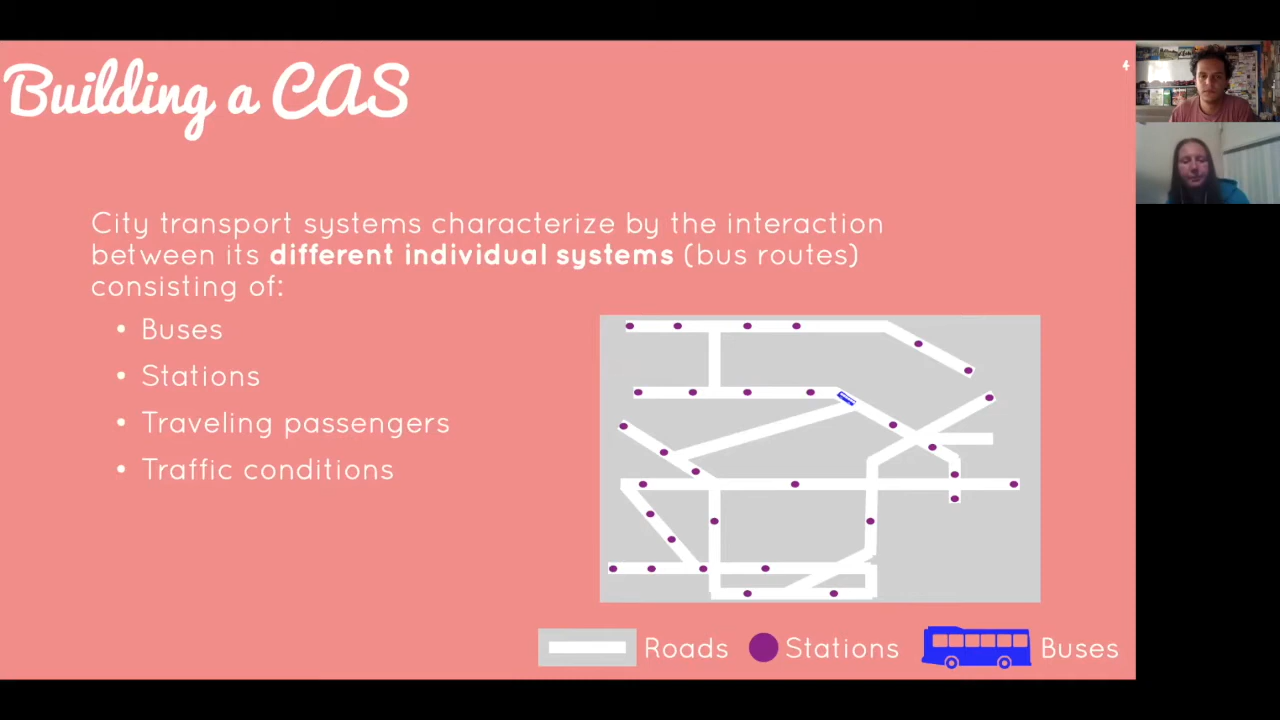 Building a CAS
City transport systems characterize by the interaction
between its different individual systems (bus routes)
consisting of:
• Buses
• Stations
• Traveling passengers
• Traffic conditions
Roads
Stations
Buses